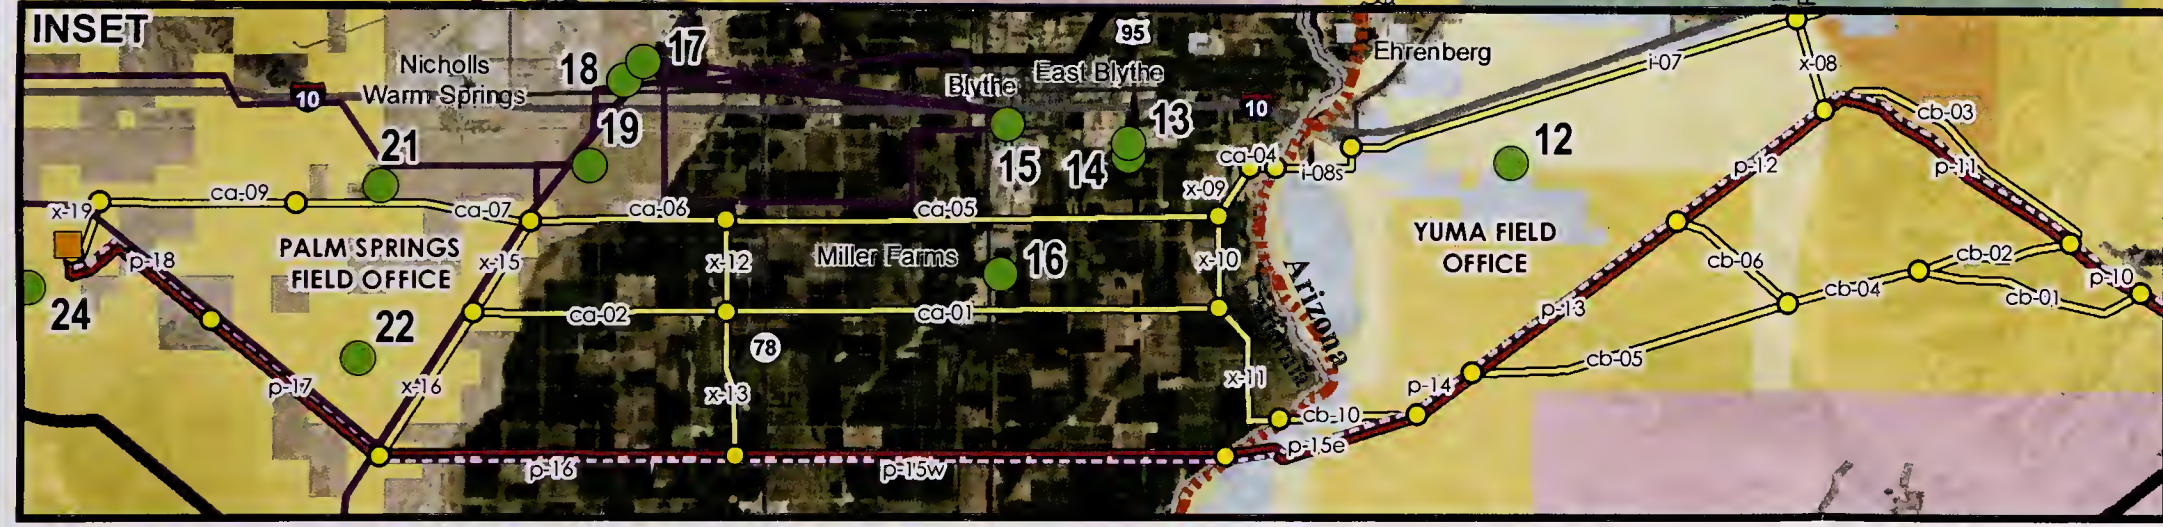 INSET
95
17
Ehrenberg
Nicholls
Warm Springs
18
East Blythe
Blythe
i-07
x-08
10
10
cb-03
13
19
12
21
15
14
ca-04
i-08s
p-12
p-11
ca-09
x-19
ca-07
ca-06
ca-05
x-09
PALM SPRINGS
FIELD OFFICE
YUMA FIELD
OFFICE
p-18
x-15
x-12
Miller Farms
16
x-10
cb-06
cb-02
p-10
Arizona
24
ca-02
ca-01
p-13
cb-04
cb-01
22
78
cb-05
p-17
x-16
x-13
x-11
p-14
cb-10
p-15e
p-16
p-15w